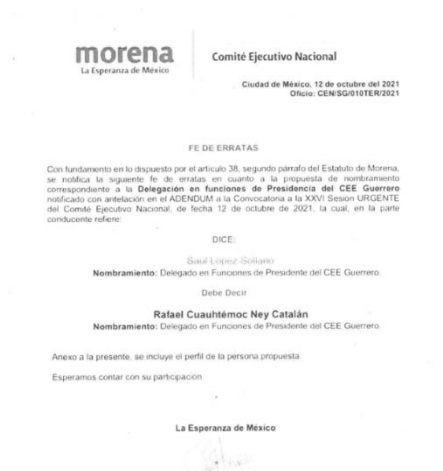 morena
La Esperanza de México
Comité Ejecutivo Nacional
Ciudad de México, 12 de octubre del 2021
Oficio: CEN/SG/010TER/2021
FE DE ERRATAS
Con fundamento en lo dispuesto por el artículo 38, segundo párrafo del Estatuto de Morena,
se notifica la siguiente fe de erratas en cuanto a la propuesta de nombramiento
correspondiente a la Delegación en funciones de Presidencia del CEE Guerrero
notificado con antelación en el ADENDUM a la Convocatoria a la XXVI Sesión URGENTE
del Comité Ejecutivo Nacional, de fecha 12 de octubre de 2021, la cual, en la parte
conducente refiere:
DICE:
Saúl López Sollano
Nombramiento: Delegado en Funciones de Presidente del CEE Guerrero.
Debe Decir
Rafael Cuauhtémoc Ney Catalán
Nombramiento: Delegado en Funciones de Presidente del CEE Guerrero.
Anexo a la presente, se incluye el perfil de la persona propuesta.
Esperamos contar con su participación.
La Esperanza de México